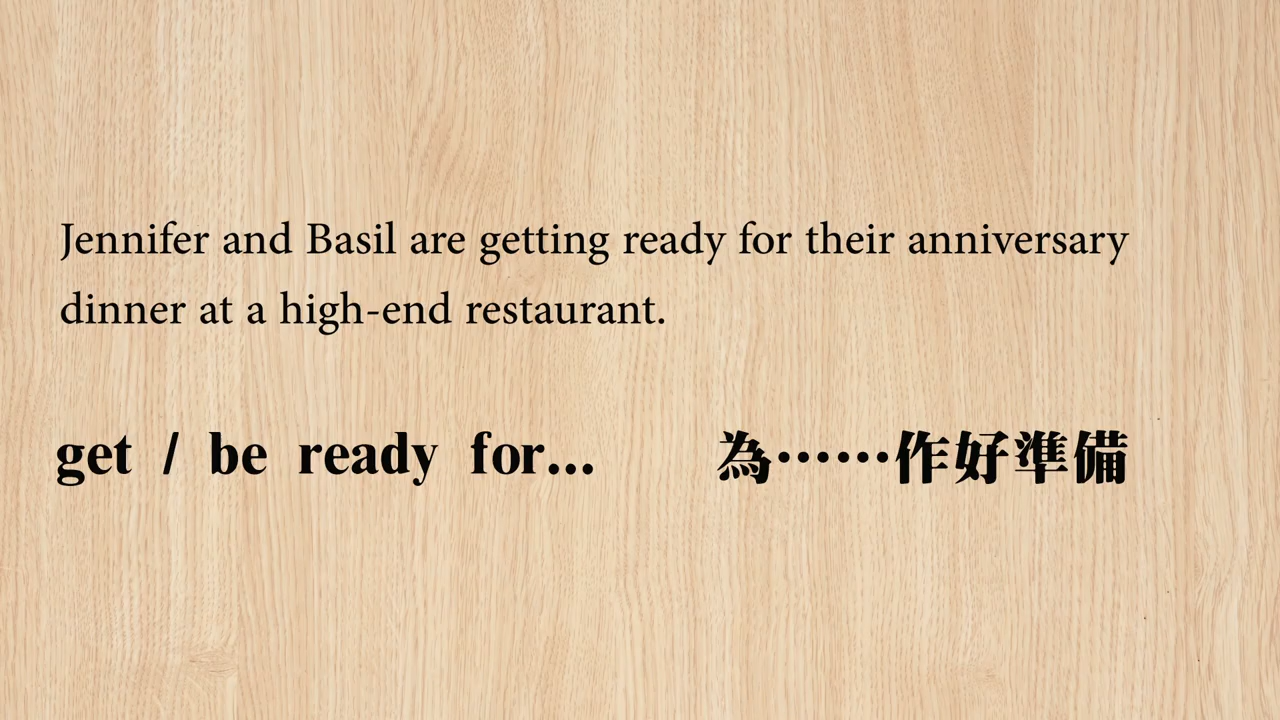 Jennifer and Basil are getting ready for their anniversary
dinner at a high-end restaurant.
get / be ready for... 為……作好準備